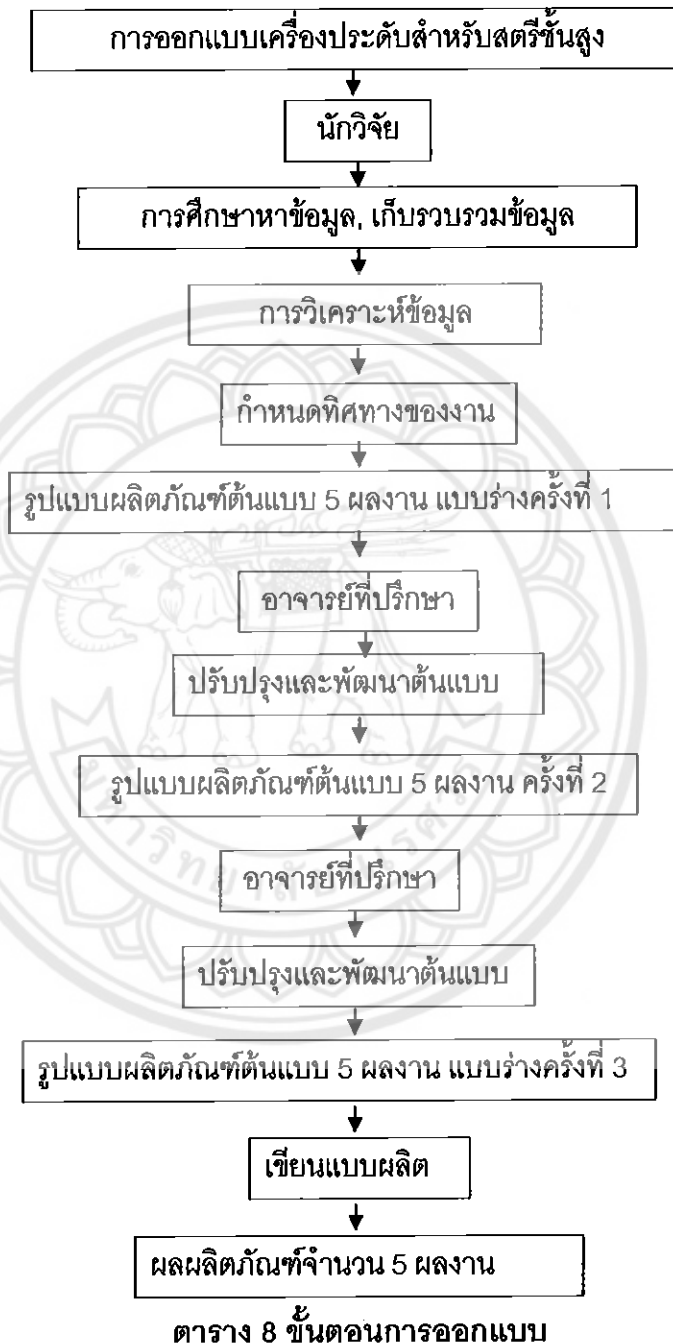 การออกแบบเครื่องประดับสำหรับสตรีชั้นสูง
นักวิจัย
การศึกษาหาข้อมูล, เก็บรวบรวมข้อมูล
การวิเคราะห์ข้อมูล
กำหนดทิศทางของงาน
รูปแบบผลิตภัณฑ์ต้นแบบ 5 ผลงาน แบบร่างครั้งที่ 1
อาจารย์ที่ปรึกษา
ปรับปรุงและพัฒนาต้นแบบ
รูปแบบผลิตภัณฑ์ต้นแบบ 5 ผลงาน ครั้งที่ 2
อาจารย์ที่ปรึกษา
ปรับปรุงและพัฒนาต้นแบบ
รูปแบบผลิตภัณฑ์ต้นแบบ 5 ผลงาน แบบร่างครั้งที่ 3
เขียนแบบผลิต
ผลผลิตภัณฑ์จำนวน 5 ผลงาน
ตาราง 8 ขั้นตอนการออกแบบ
มหาวิทยาลัยนเรศวร